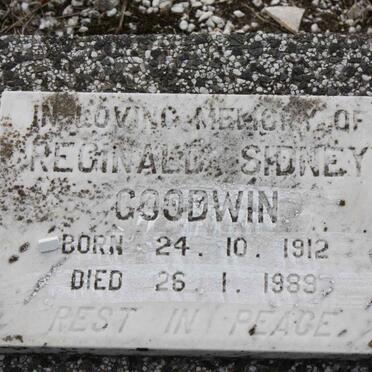 IN LOVING MEMORY OF
REGINALD SIDNEY
GOODWIN
BORN 24. 10. 1912
DIED 26. 1. 1989
REST IN PEACE